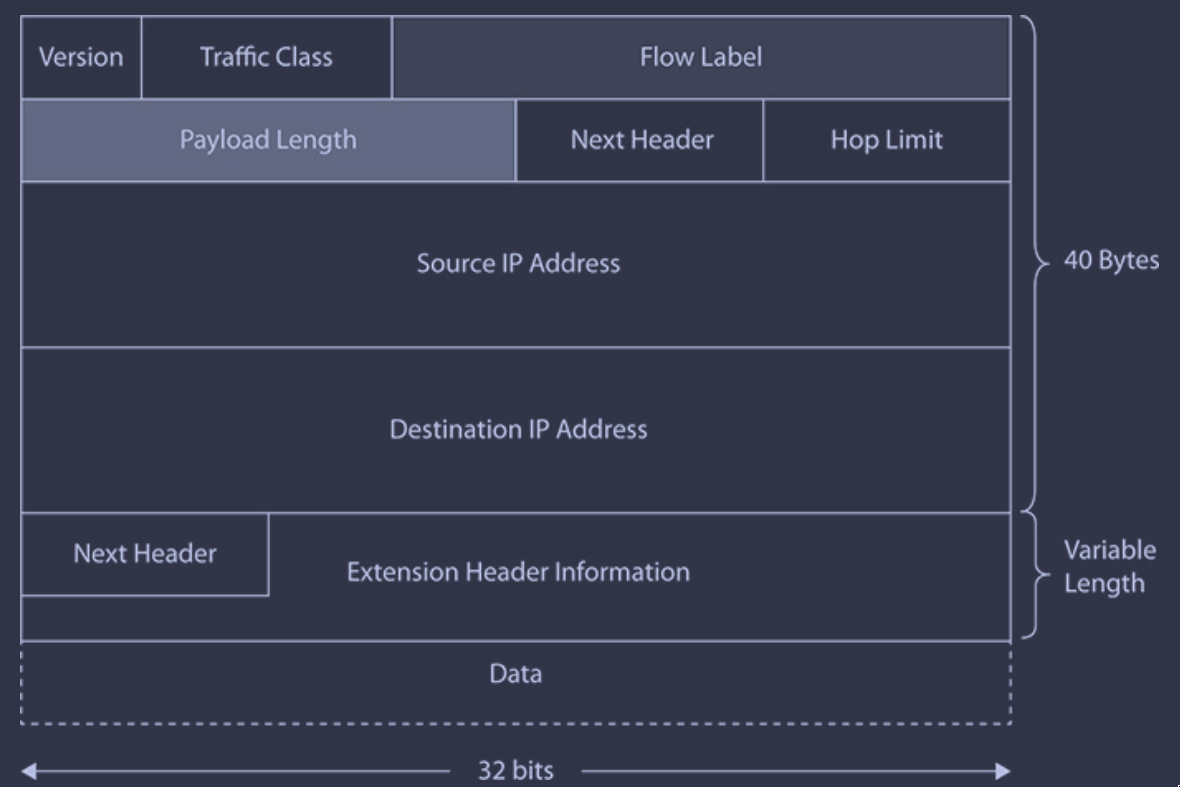 Version
Traffic Class
Flow Label
Payload Length
Next Header
Hop Limit
Source IP Address
40 Bytes
Destination IP Address
Next Header
Extension Header Information
Variable
Length
Data
32 bits